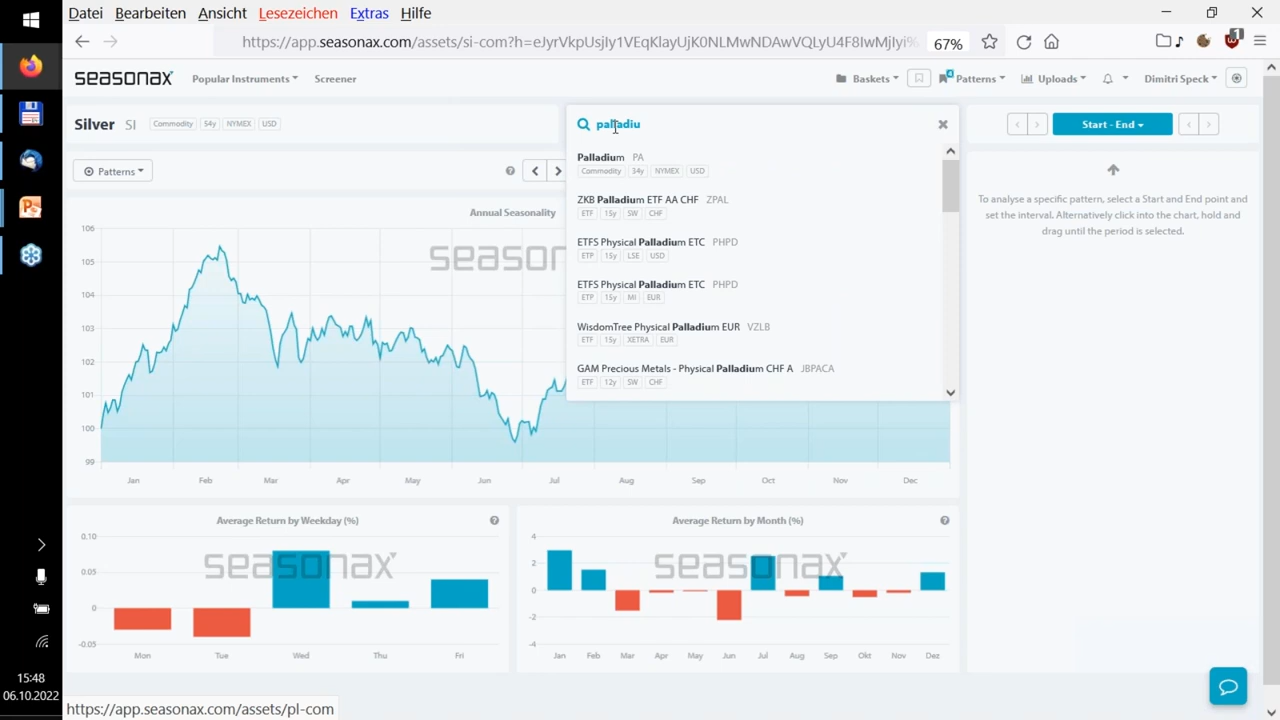 Datei Bearbeiten Ansicht Lesezeichen Extras Hilfe
https://app.seasonax.com/assets/si-com?h=eJyrVkpUsjIy1VEqKlayUjK0NLMwNDAwVQLyU4F8IwMjIyi%
67%
seasonax
Popular Instruments
Screener
Baskets
4
Patterns
Uploads
Dimitri Speck
1
Silver SI
Commodity 54y NYMEX USD
palladiu
Start - End
Patterns
Palladium PA
Commodity 34y NYMEX USD
ZKB Palladium ETF AA CHF ZPAL
ETF 15y SW CHF
ETFS Physical Palladium ETC PHPD
ETP 15y LSE USD
ETFS Physical Palladium ETC PHPD
ETP 15y MI EUR
WisdomTree Physical Palladium EUR VZLB
ETF 15y XETRA EUR
GAM Precious Metals - Physical Palladium CHF A JBPACA
ETF 12y SW CHF
To analyse a specific pattern, select a Start and End point and
set the interval. Alternatively click into the chart, hold and
drag until the period is selected.
Annual Seasonality
seasor
106
105
104
103
102
101
100
99
Jan Feb Mar Apr May Jun Jul Aug Sep Oct Nov Dec
Average Return by Weekday (%)
seasonax
0.10
0.05
0
-0.05
Mon Tue Wed Thu Fri
Average Return by Month (%)
seasonax
4
2
0
-2
-4
Jan Feb Mar Apr May Jun Jul Aug Sep Okt Nov Dez
15:48
06.10.2022
https://app.seasonax.com/assets/pl-com